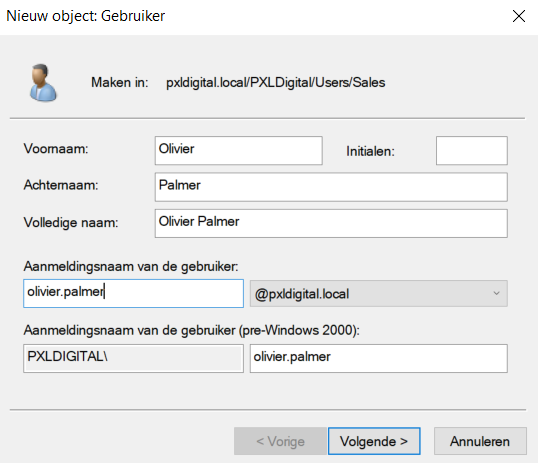 Nieuw object: Gebruiker
Maken in: pxldigital.local/PXLDigital/Users/Sales
Voornaam: Olivier Initialen:
Achternaam: Palmer
Volledige naam: Olivier Palmer
Aanmeldingsnaam van de gebruiker:
olivier.palmer @pxldigital.local
Aanmeldingsnaam van de gebruiker (pre-Windows 2000):
PXLDIGITAL\ olivier.palmer
< Vorige Volgende > Annuleren